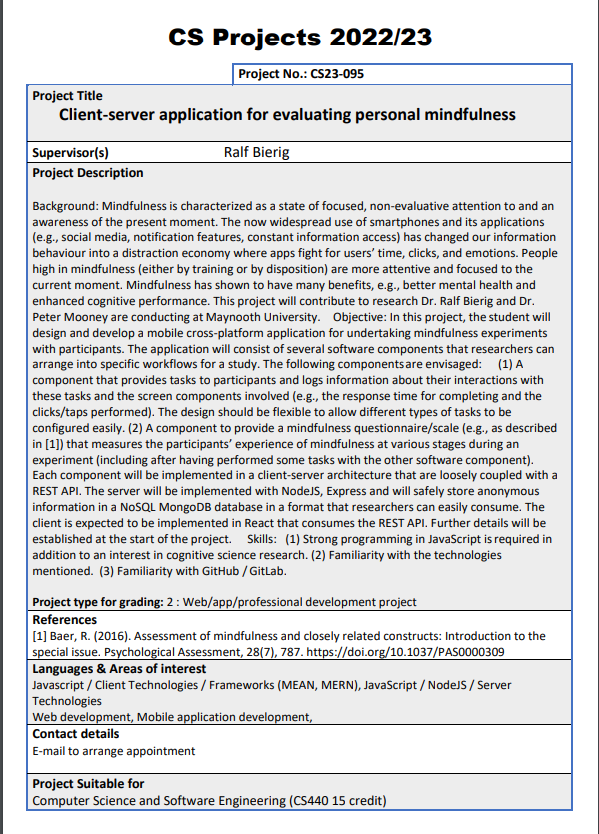 CS Projects 2022/23
Project No.: CS23-095
Project Title
Client-server application for evaluating personal mindfulness
Supervisor(s) Ralf Bierig
Project Description
Background: Mindfulness is characterized as a state of focused, non-evaluative attention to and an
awareness of the present moment. The now widespread use of smartphones and its applications
(e.g., social media, notification features, constant information access) has changed our information
behaviour into a distraction economy where apps fight for users' time, clicks, and emotions. People
high in mindfulness (either by training or by disposition) are more attentive and focused to the
current moment. Mindfulness has shown to have many benefits, e.g., better mental health and
enhanced cognitive performance. This project will contribute to research Dr. Ralf Bierig and Dr.
Peter Mooney are conducting at Maynooth University. Objective: In this project, the student will
design and develop a mobile cross-platform application for undertaking mindfulness experiments
with participants. The application will consist of several software components that researchers can
arrange into specific workflows for a study. The following components are envisaged: (1) A
component that provides tasks to participants and logs information about their interactions with
these tasks and the screen components involved (e.g., the response time for completing and the
clicks/taps performed). The design should be flexible to allow different types of tasks to be
configured easily. (2) A component to provide a mindfulness questionnaire/scale (e.g., as described
in [1]) that measures the participants' experience of mindfulness at various stages during an
experiment (including after having performed some tasks with the other software component).
Each component will be implemented in a client-server architecture that are loosely coupled with a
REST API. The server will be implemented with NodeJS, Express and will safely store anonymous
information in a NoSQL MongoDB database in a format that researchers can easily consume. The
client is expected to be implemented in React that consumes the REST API. Further details will be
established at the start of the project. Skills: (1) Strong programming in JavaScript is required in
addition to an interest in cognitive science research. (2) Familiarity with the technologies
mentioned. (3) Familiarity with GitHub / GitLab.
Project type for grading: 2 : Web/app/professional development project
References
[1] Baer, R. (2016). Assessment of mindfulness and closely related constructs: Introduction to the
special issue. Psychological Assessment, 28(7), 787. https://doi.org/10.1037/PAS0000309
Languages & Areas of interest
Javascript / Client Technologies / Frameworks (MEAN, MERN), JavaScript / NodeJS / Server
Technologies
Web development, Mobile application development,
Contact details
E-mail to arrange appointment
Project Suitable for
Computer Science and Software Engineering (CS440 15 credit)